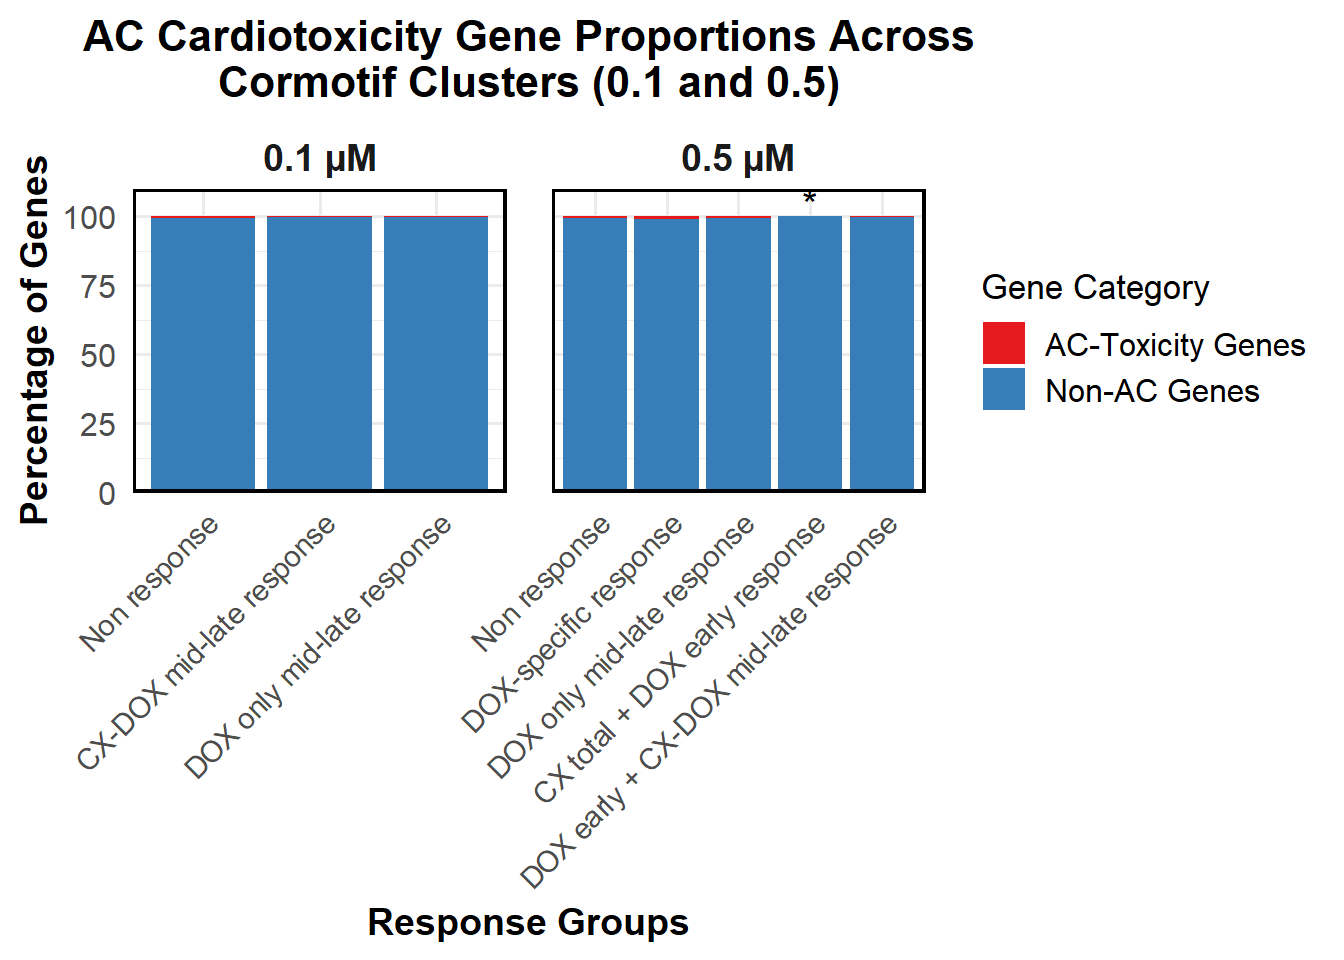 AC Cardiotoxicity Gene Proportions Across
Cormotif Clusters (0.1 and 0.5)
0.1 µM
0.5 µM
Percentage of Genes
100
75
50
25
0
*
Non response
CX-DOX mid-late response
DOX only mid-late response
Non response
DOX-specific response
DOX only mid-late response
CX total + DOX early response
DOX early + CX-DOX mid-late response
Response Groups
Gene Category
AC-Toxicity Genes
Non-AC Genes